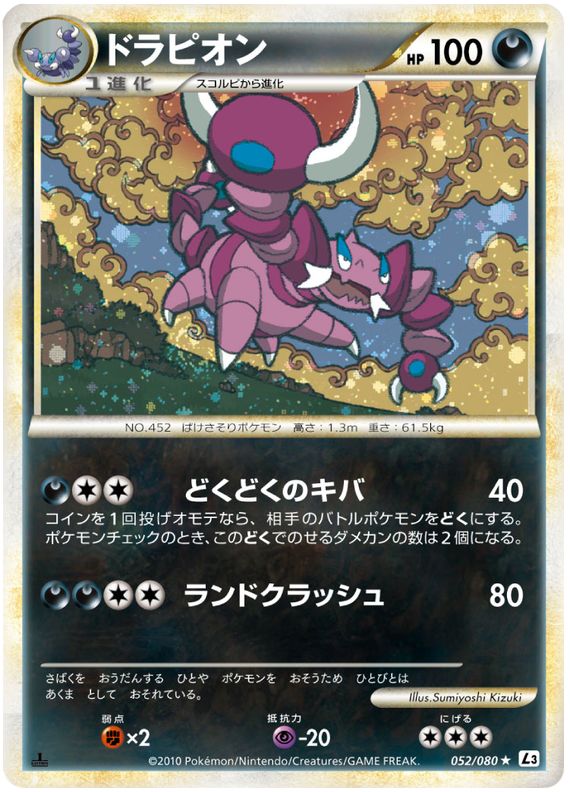 ドラピオン HP 100
1進化 スコルピから進化
NO.452 ばけさそりポケモン 高さ:1.3m 重さ:61.5kg
どくどくのキバ 40
コインを1回投げオモテなら、相手のバトルポケモンをどくにする。
ポケモンチェックのとき、このどくでのせるダメカンの数は2個になる。
ランドクラッシュ 80
さばくを おうだんする ひとや ポケモンを おそうため ひとびとは
あくま として おそれている。
Illus.Sumiyoshi Kizuki
弱点 抵抗力 にげる
×2 -20
©2010 Pokémon/Nintendo/Creatures/GAME FREAK. 052/080 ★ L3